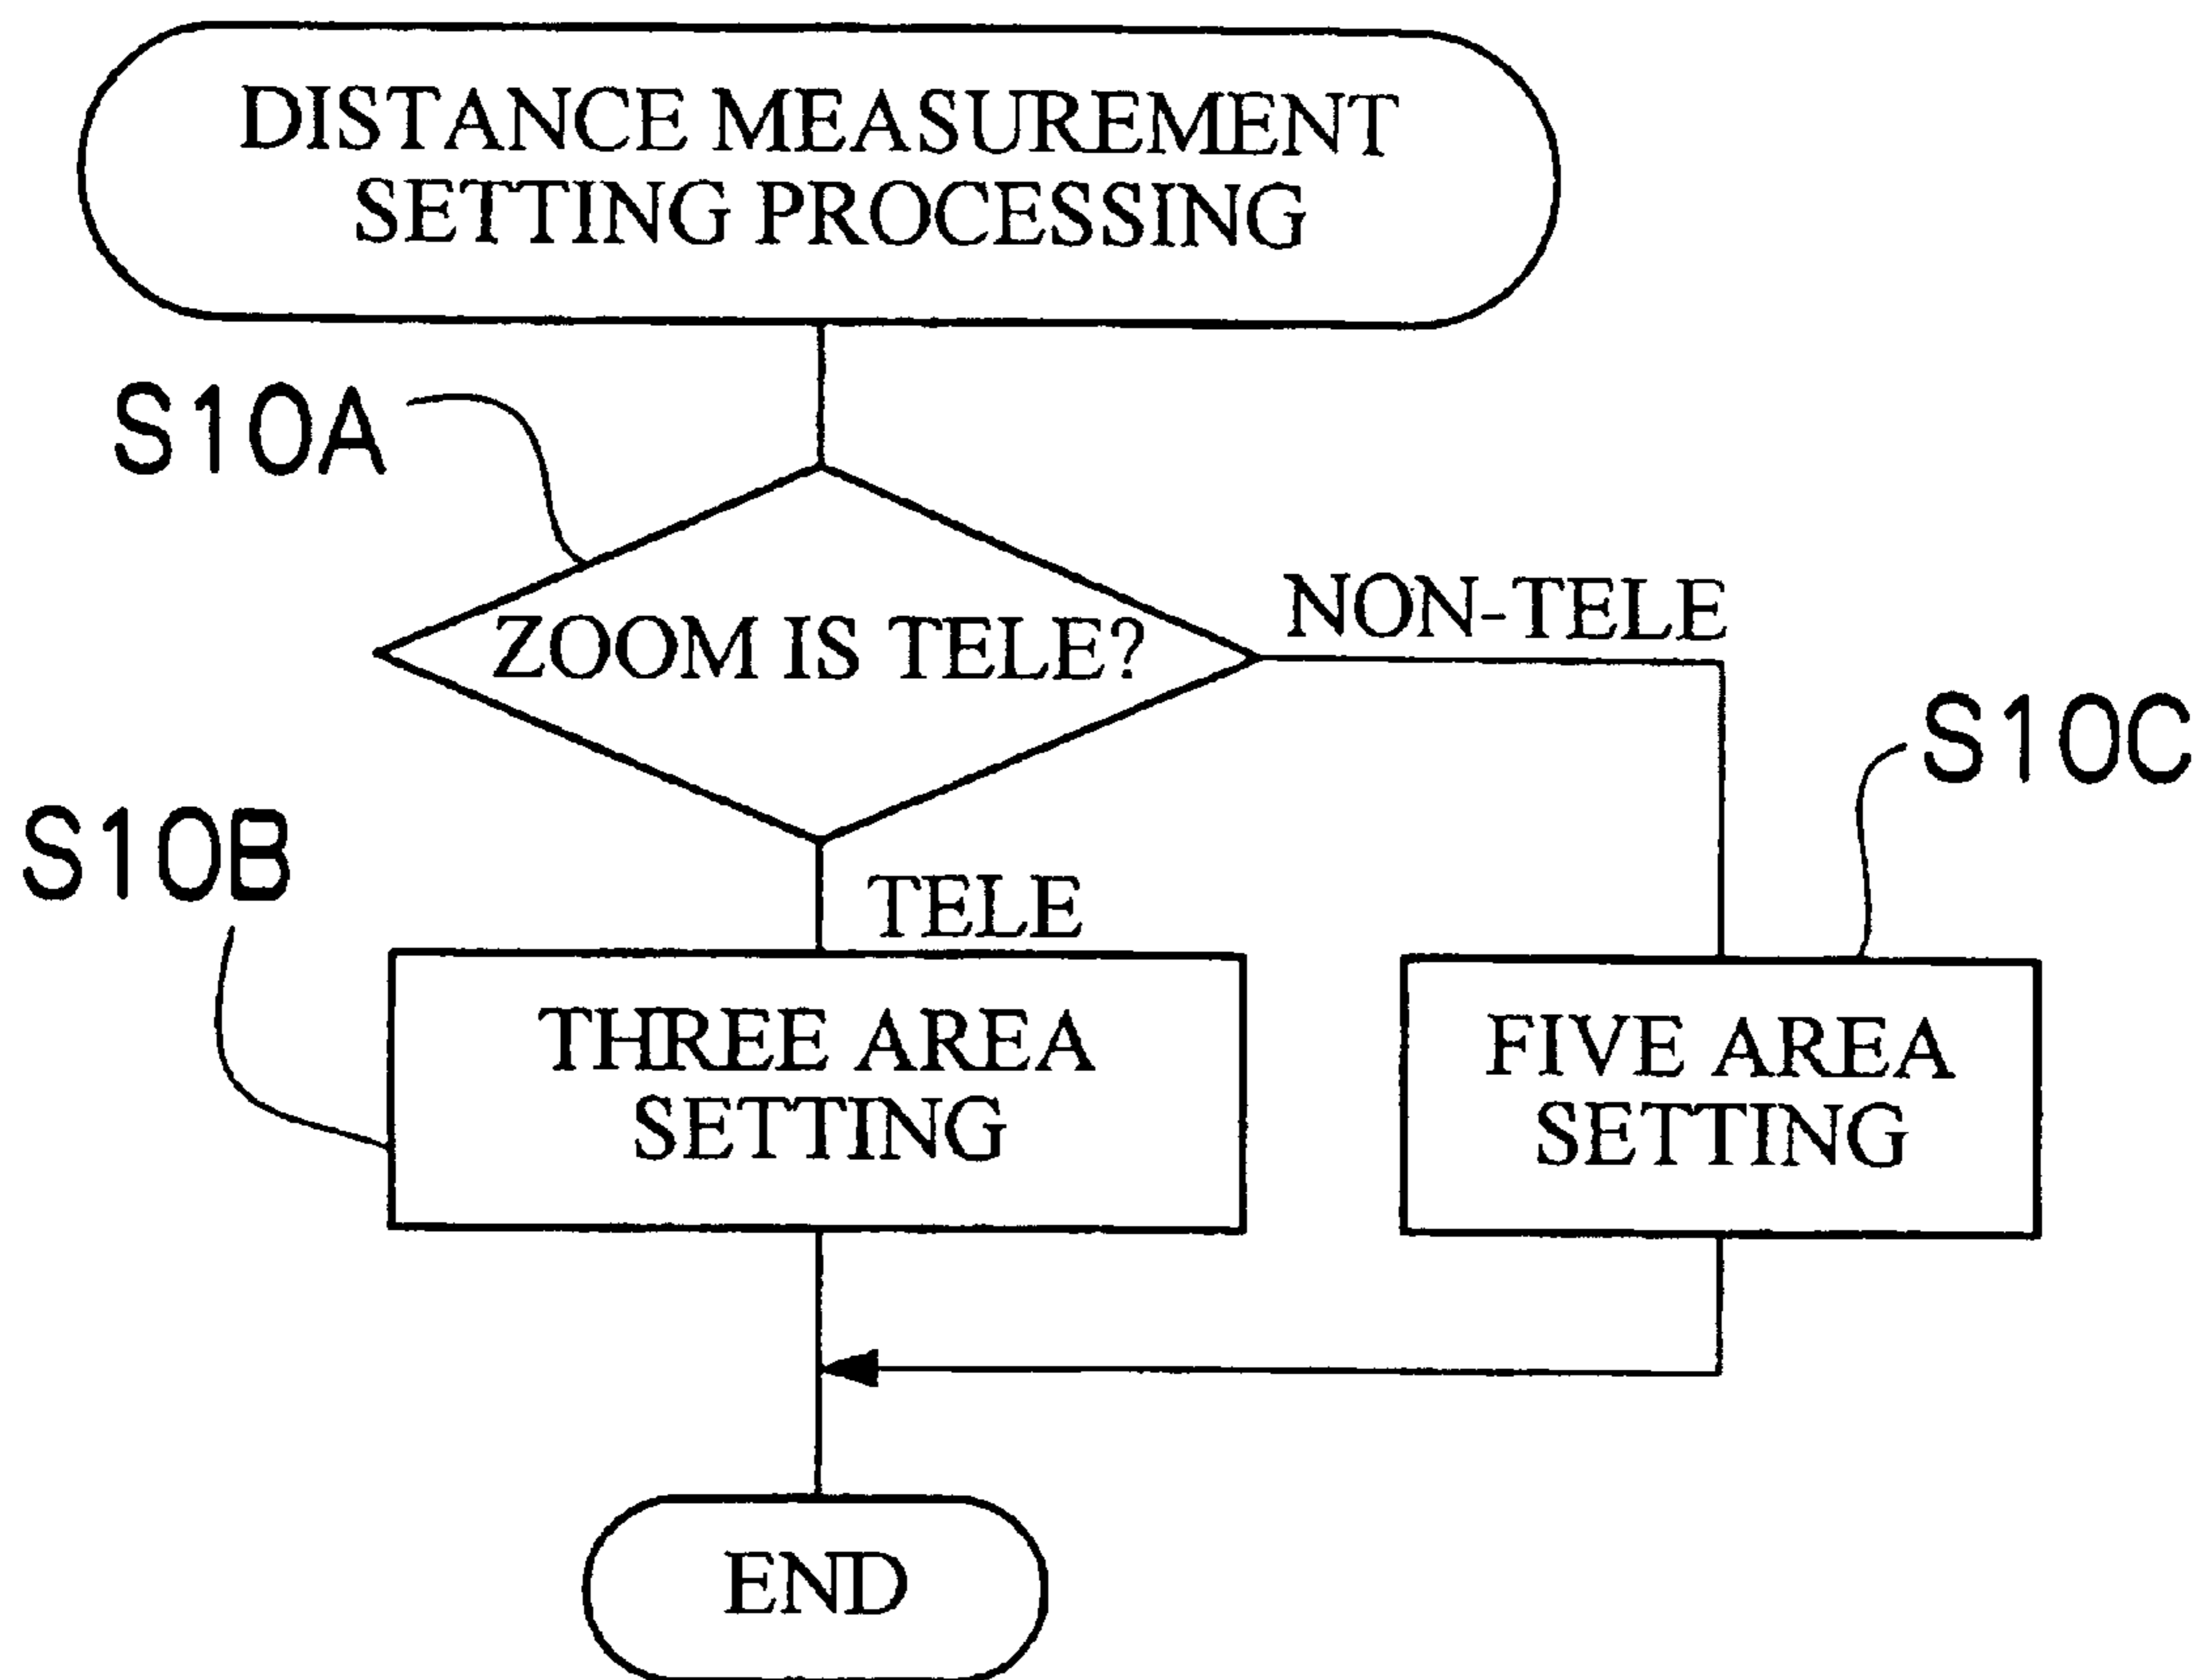 DISTANCE MEASUREMENT
SETTING PROCESSING
S10A
ZOOM IS TELE?
NON-TELE
S10C
S10B
TELE
THREE AREA
SETTING
FIVE AREA
SETTING
END